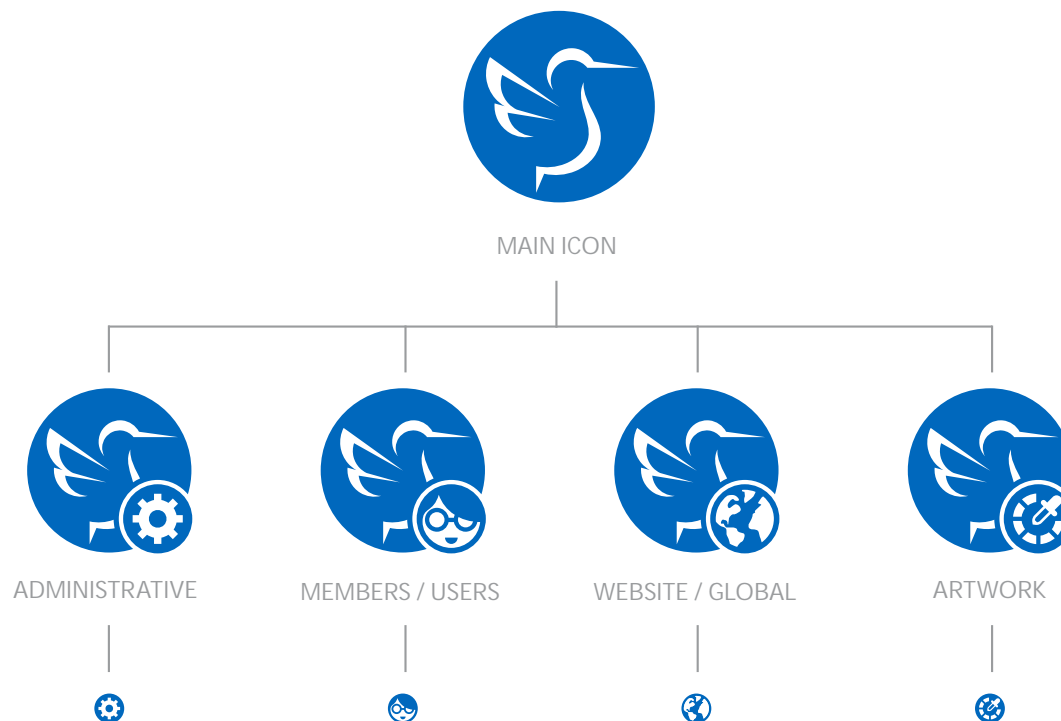 MAIN ICON
ADMINISTRATIVE
MEMBERS / USERS
WEBSITE / GLOBAL
ARTWORK